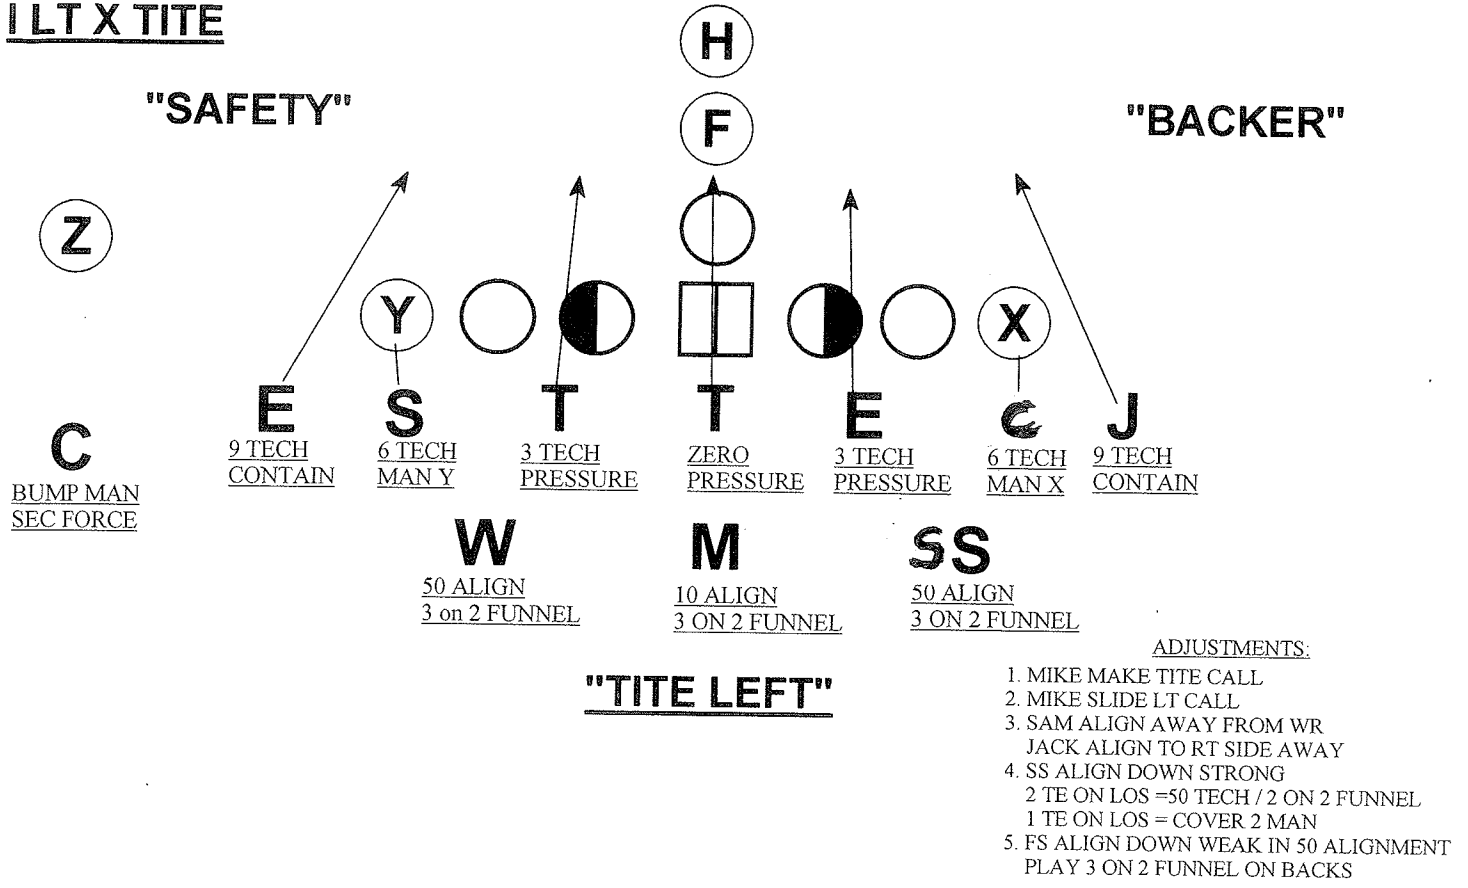 I LT X TITE
H
"SAFETY"
F
"BACKER"
Z
Y
X
E
S
T
T
E
C
J
C
9 TECH
CONTAIN
6 TECH
MAN Y
3 TECH
PRESSURE
ZERO
PRESSURE
3 TECH
PRESSURE
6 TECH
MAN X
9 TECH
CONTAIN
BUMP MAN
SEC FORCE
W
50 ALIGN
3 on 2 FUNNEL
M
10 ALIGN
3 ON 2 FUNNEL
SS
50 ALIGN
3 ON 2 FUNNEL
"TITE LEFT"
ADJUSTMENTS:
1. MIKE MAKE TITE CALL
2. MIKE SLIDE LT CALL
3. SAM ALIGN AWAY FROM WR
JACK ALIGN TO RT SIDE AWAY
4. SS ALIGN DOWN STRONG
2 TE ON LOS =50 TECH / 2 ON 2 FUNNEL
1 TE ON LOS = COVER 2 MAN
5. FS ALIGN DOWN WEAK IN 50 ALIGNMENT
PLAY 3 ON 2 FUNNEL ON BACKS